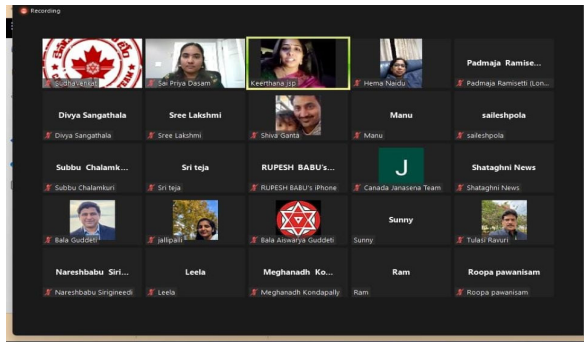 Recording
SudhaVenkat
Sai Priya Dasam
Keerthana jsp
Hema Naidu
Padmaja Ramise...
Padmaja Ramisetti (Lon...
Divya Sangathala
Divya Sangathala
Sree Lakshmi
Sree Lakshmi
Shiva Ganta
Manu
Manu
saileshpola
saileshpola
Subbu Chalamk...
Subbu Chalamkuri
Sri teja
Sri teja
RUPESH BABU's...
RUPESH BABU's iPhone
J
Canada Janasena Team
Shataghni News
Shataghni News
Bala Guddeti
jallipalli
Bala Aiswarya Guddeti
Sunny
Sunny
Tulasi Ravuri
Nareshbabu Siri...
Nareshbabu Sirigineedi
Leela
Leela
Meghanadh Ko...
Meghanadh Kondapally
Ram
Ram
Roopa pawanisam
Roopa pawanisam